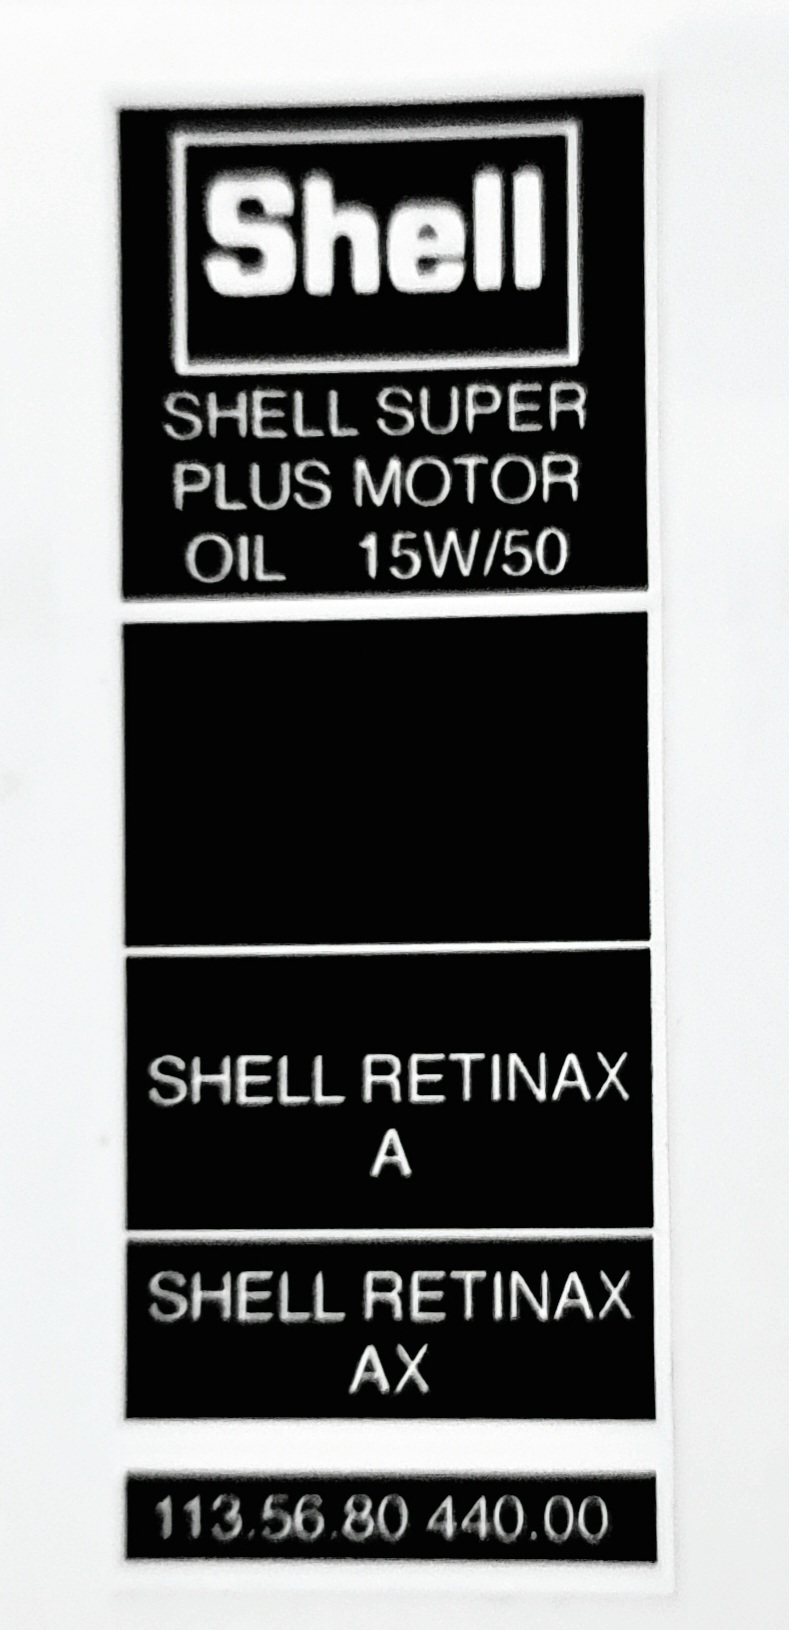 Shell
SHELL SUPER
PLUS MOTOR
OIL 15W/50
SHELL RETINAX
A
SHELL RETINAX
AX
113.56.80 440.00